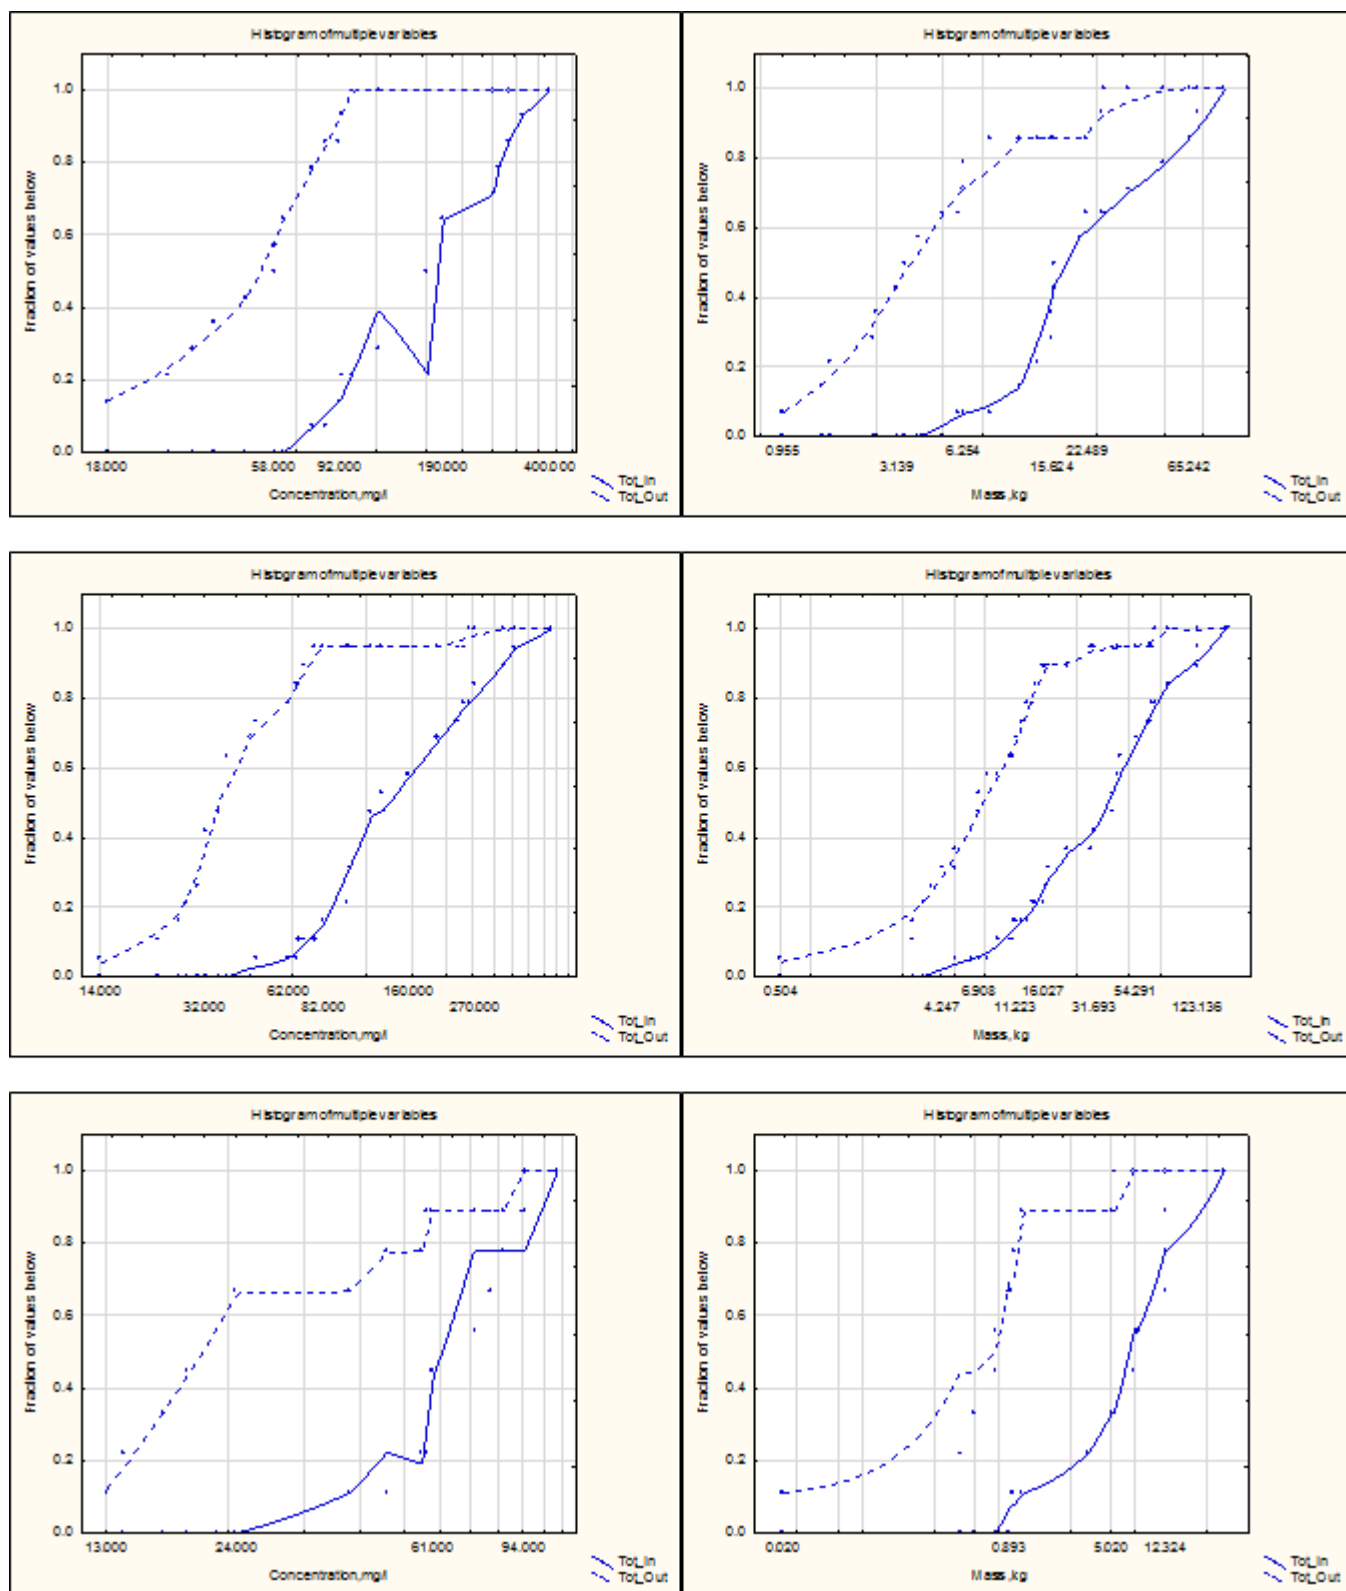 Histogram of multiple variables
Fraction of values below
1.0
0.8
0.6
0.4
0.2
0.0
18.000 58.000 92.000 190.000 400.000
Concentration, mg/l
Tot_In
Tot_Out
Histogram of multiple variables
Fraction of values below
1.0
0.8
0.6
0.4
0.2
0.0
0.955 6.254 22.489
3.139 15.624 65.242
Mass, kg
Tot_In
Tot_Out
Histogram of multiple variables
Fraction of values below
1.0
0.8
0.6
0.4
0.2
0.0
14.000 62.000 160.000
32.000 82.000 270.000
Concentration, mg/l
Tot_In
Tot_Out
Histogram of multiple variables
Fraction of values below
1.0
0.8
0.6
0.4
0.2
0.0
0.504 6.908 16.027 54.291
4.247 11.223 31.693 123.136
Mass, kg
Tot_In
Tot_Out
Histogram of multiple variables
Fraction of values below
1.0
0.8
0.6
0.4
0.2
0.0
13.000 24.000 61.000 94.000
Concentration, mg/l
Tot_In
Tot_Out
Histogram of multiple variables
Fraction of values below
1.0
0.8
0.6
0.4
0.2
0.0
0.020 0.893 5.020 12.324
Mass, kg
Tot_In
Tot_Out